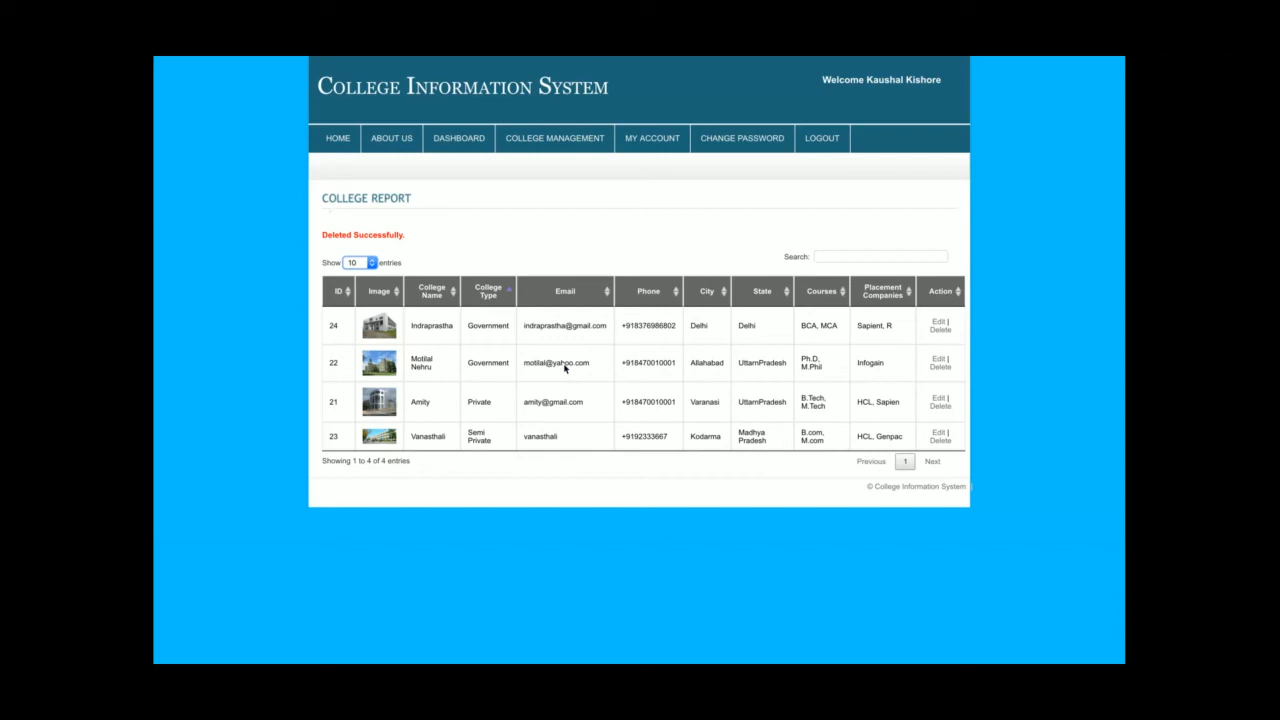 COLLEGE INFORMATION SYSTEM
Welcome Kaushal Kishore
HOME ABOUT US DASHBOARD COLLEGE MANAGEMENT MY ACCOUNT CHANGE PASSWORD LOGOUT
COLLEGE REPORT
Deleted Successfully.
Show 10 entries Search:
ID Image College Name College Type Email Phone City State Courses Placement Companies Action
24 Indraprastha Government indraprastha@gmail.com +918376986802 Delhi Delhi BCA, MCA Sapient, R Edit | Delete
22 Motilal Nehru Government motilal@yahoo.com +918470010001 Allahabad UttarnPradesh Ph.D, M.Phil Infogain Edit | Delete
21 Amity Private amity@gmail.com +918470010001 Varanasi UttarnPradesh B.Tech, M.Tech HCL, Sapien Edit | Delete
23 Vanasthali Semi Private vanasthali +9192333667 Kodarma Madhya Pradesh B.com, M.com HCL, Genpac Edit | Delete
Showing 1 to 4 of 4 entries Previous 1 Next
© College Information System